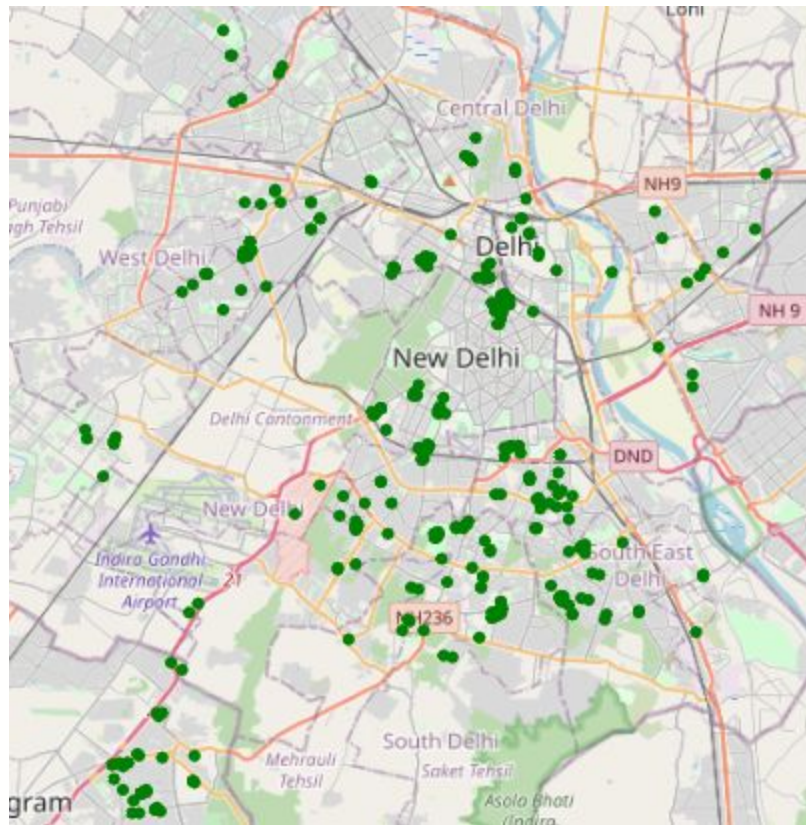 Loni
Central Delhi
NH9
Punjabi
gh Tehsil
West Delhi
Delhi
NH 9
New Delhi
Delhi Cantonment
DND
New Delhi
Indira Gandhi
International
Airport
21
South East
Delhi
NH236
South Delhi
Mehrauli
Tehsil
Saket Tehsil
gram
Asola Bhati
(Indira